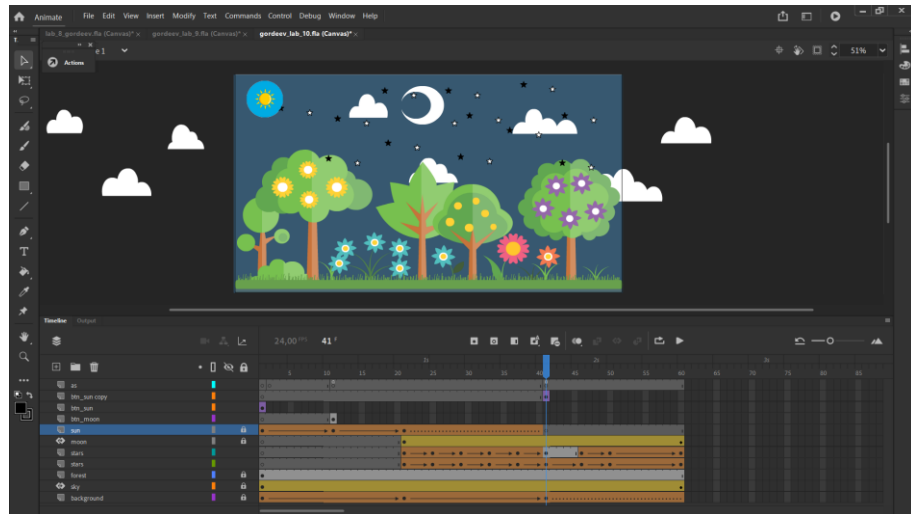 Animate File Edit View Insert Modify Text Commands Control Debug Window Help
lab_8_gordeev.fla (Canvas)* × gordeev_lab_9.fla (Canvas)* × gordeev_lab_10.fla (Canvas)* ×
e 1 51%
Actions
Timeline Output
24,00 FPS 41 F
1s 2s 3s
5 10 15 20 25 30 35 40 45 50 55 60 65 70 75 80 85
as
btn_sun copy
btn_sun
btn_moon
sun
moon
stars
stars
forest
sky
background